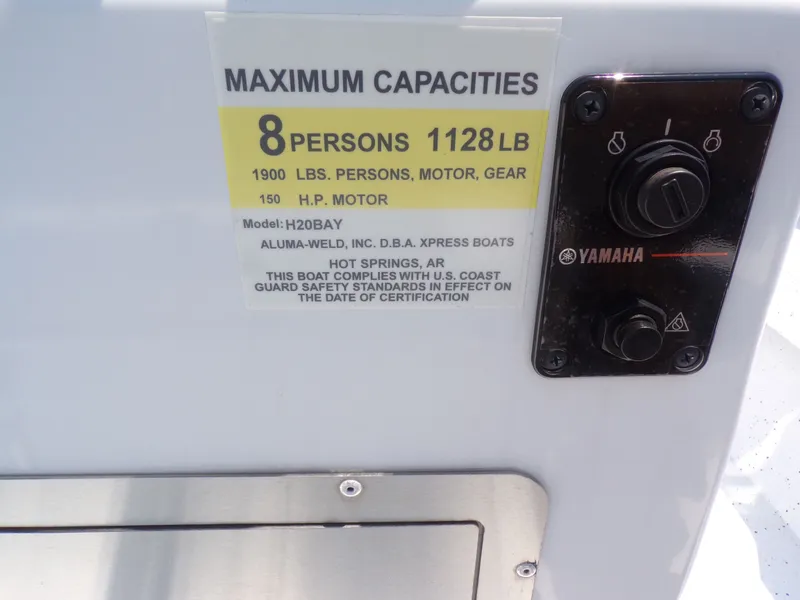 MAXIMUM CAPACITIES
8 PERSONS 1128 LB
1900 LBS. PERSONS, MOTOR, GEAR
150 H.P. MOTOR
Model: H20BAY
ALUMA-WELD, INC. D.B.A. XPRESS BOATS
HOT SPRINGS, AR
THIS BOAT COMPLIES WITH U.S. COAST
GUARD SAFETY STANDARDS IN EFFECT ON
THE DATE OF CERTIFICATION
YAMAHA